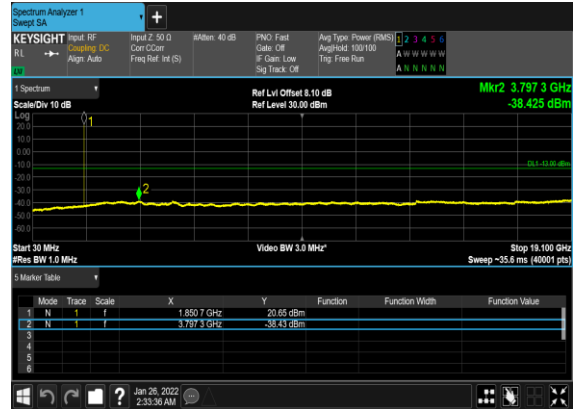 Spectrum Analyzer 1
Swept SA
+
KEYSIGHT Input: RF Input Z: 50 Ω #Atten: 40 dB PNO: Fast Avg Type: Power (RMS) 1 2 3 4 5 6
RL Coupling: DC Corr CCorr Gate: Off Avg|Hold: 100/100 A W W W W W
Align: Auto Freq Ref: Int (S) IF Gain: Low Trig: Free Run
Sig Track: Off A N N N N N
1 Spectrum Ref Lvl Offset 8.10 dB Mkr2 3.797 3 GHz
Scale/Div 10 dB Ref Level 30.00 dBm -38.425 dBm
Log
20.0
10.0
0.00
-10.0
-20.0
-30.0
-40.0
-50.0
-60.0
1
DL1 -13.00 dBm
2
Start 30 MHz Video BW 3.0 MHz* Stop 19.100 GHz
#Res BW 1.0 MHz Sweep ~35.6 ms (40001 pts)
5 Marker Table
Mode Trace Scale X Y Function Function Width Function Value
1 N 1 f 1.850 7 GHz 20.65 dBm
2 N 1 f 3.797 3 GHz -38.43 dBm
3
4
5
6
? Jan 26, 2022
2:33:36 AM